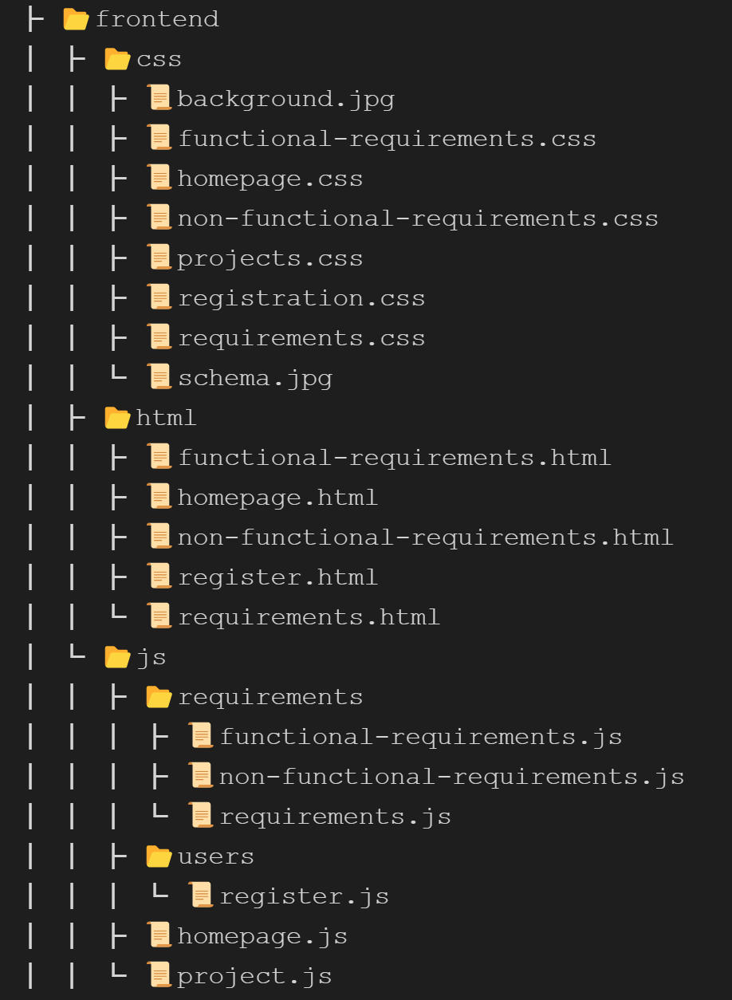 ├ 📂frontend
│ ├ 📂css
│ │ ├ 📜background.jpg
│ │ ├ 📜functional-requirements.css
│ │ ├ 📜homepage.css
│ │ ├ 📜non-functional-requirements.css
│ │ ├ 📜projects.css
│ │ ├ 📜registration.css
│ │ ├ 📜requirements.css
│ │ └ 📜schema.jpg
│ ├ 📂html
│ │ ├ 📜functional-requirements.html
│ │ ├ 📜homepage.html
│ │ ├ 📜non-functional-requirements.html
│ │ ├ 📜register.html
│ │ └ 📜requirements.html
│ └ 📂js
│ │ ├ 📂requirements
│ │ │ ├ 📜functional-requirements.js
│ │ │ ├ 📜non-functional-requirements.js
│ │ │ └ 📜requirements.js
│ │ ├ 📂users
│ │ │ └ 📜register.js
│ │ ├ 📜homepage.js
│ │ └ 📜project.js